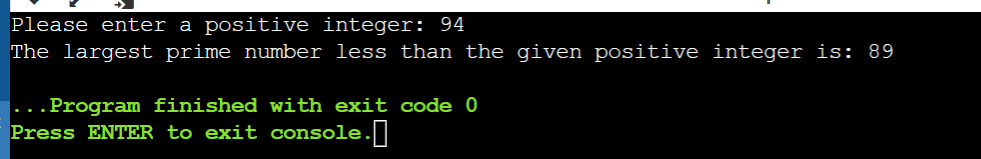 Please enter a positive integer: 94
The largest prime number less than the given positive integer is: 89
...Program finished with exit code 0
Press ENTER to exit console.